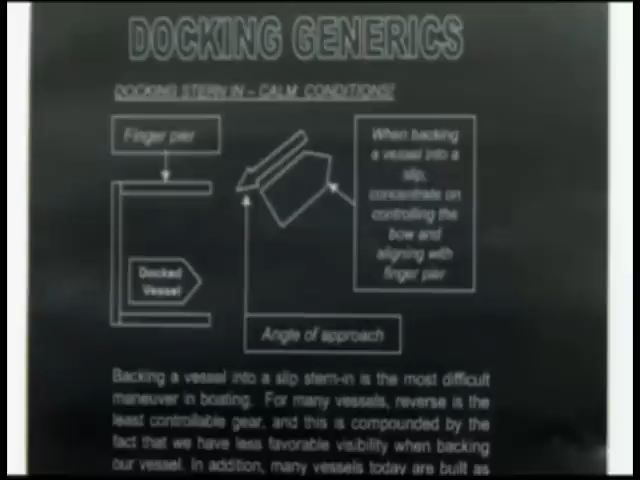 DOCKING GENERICS
DOCKING STERN IN – CALM CONDITIONS
Finger pier
When backing
a vessel into a
slip,
concentrate on
controlling the
bow and
aligning with
finger pier
Docked
Vessel
Angle of approach
Backing a vessel into a slip stern-in is the most difficult
maneuver in boating. For many vessels, reverse is the
least controllable gear, and this is compounded by the
fact that we have less favorable visibility when backing
our vessel. In addition, many vessels today are built as